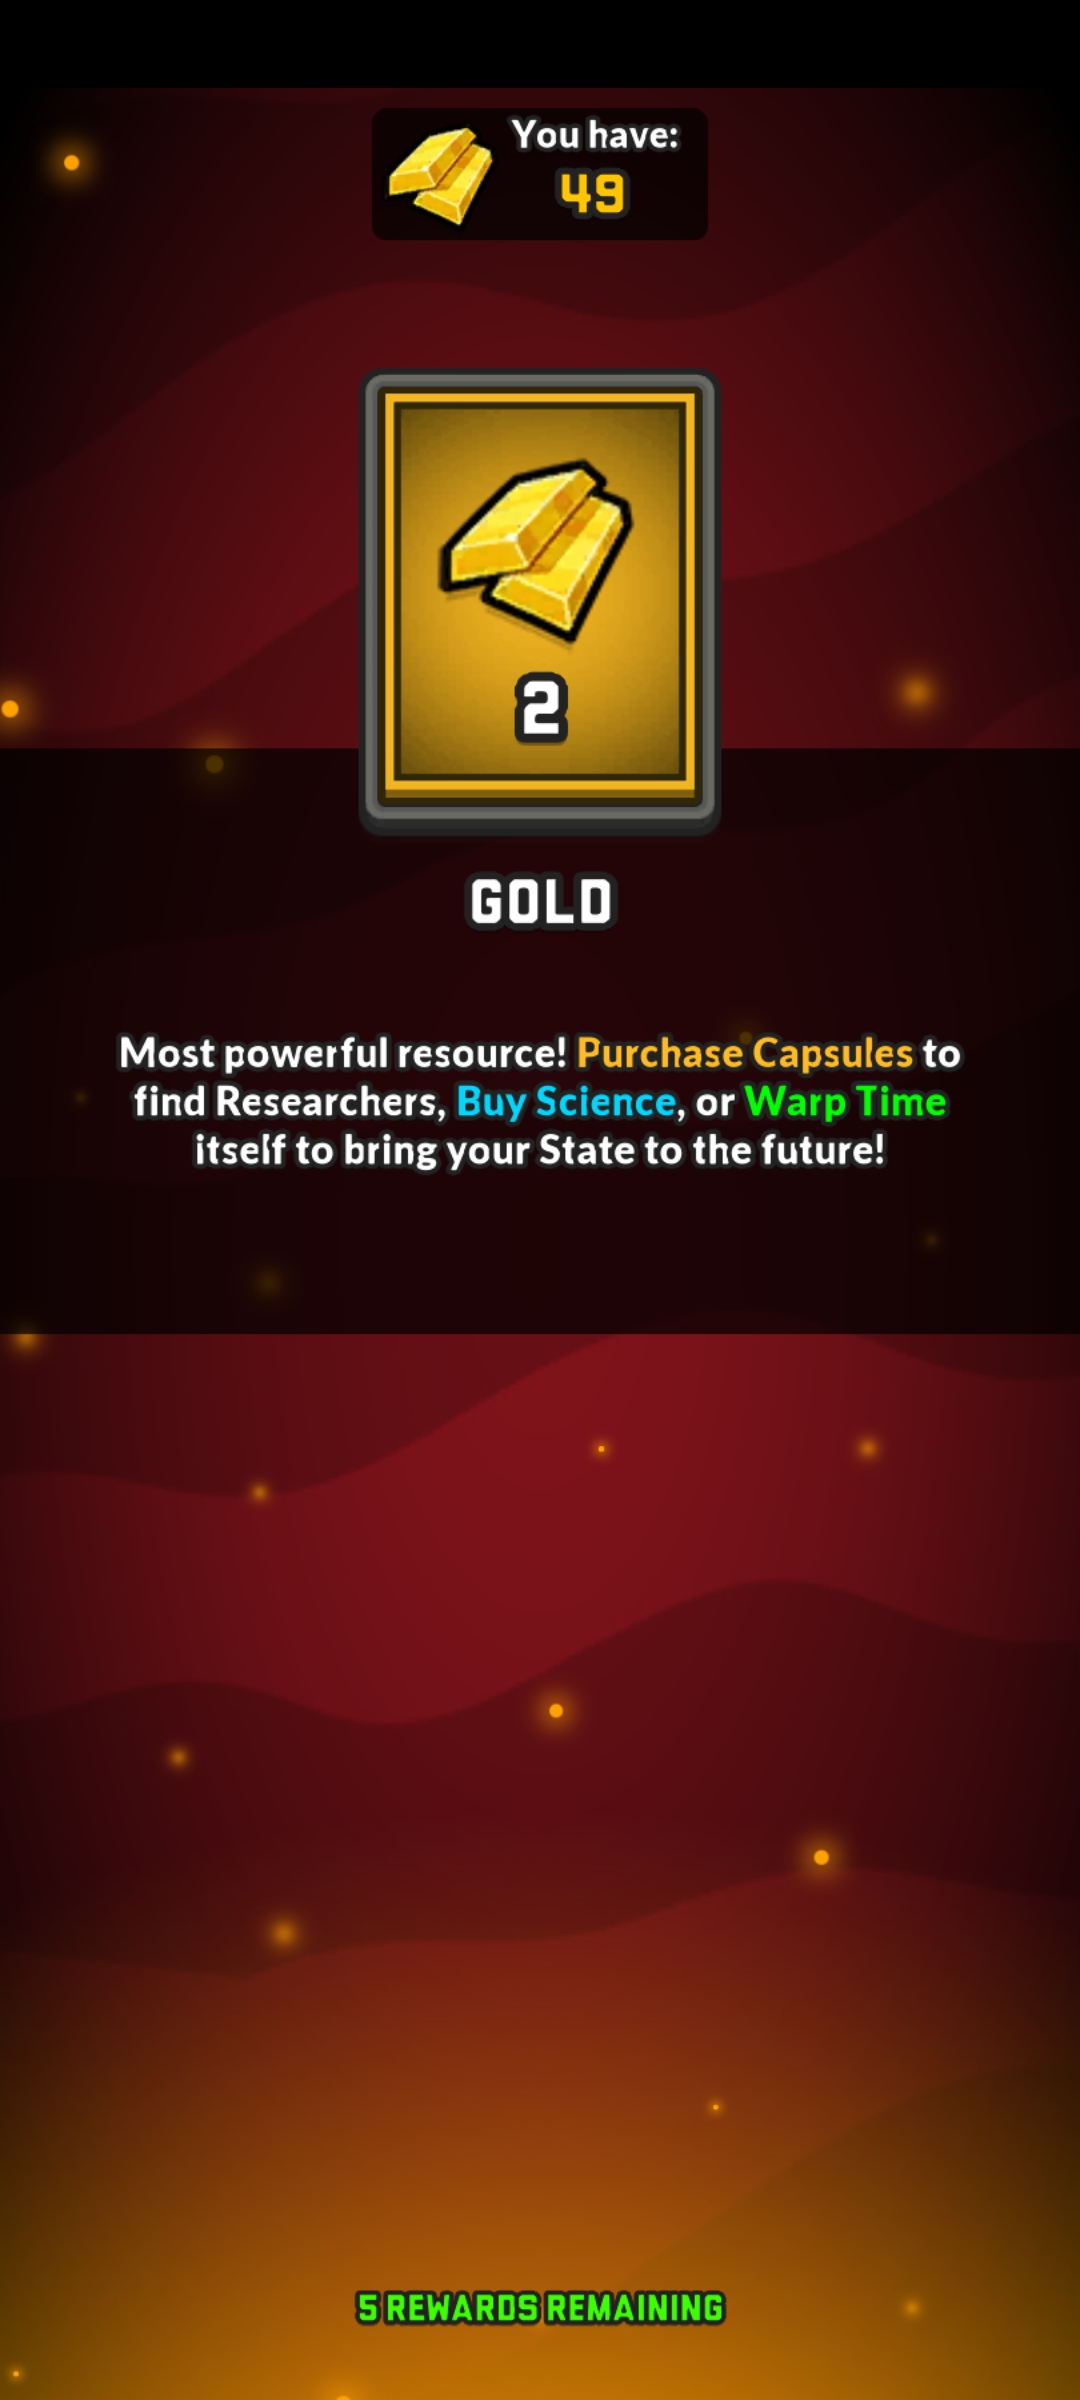 You have:
49
2
GOLD
Most powerful resource! Purchase Capsules to
find Researchers, Buy Science, or Warp Time
itself to bring your State to the future!
5 REWARDS REMAINING